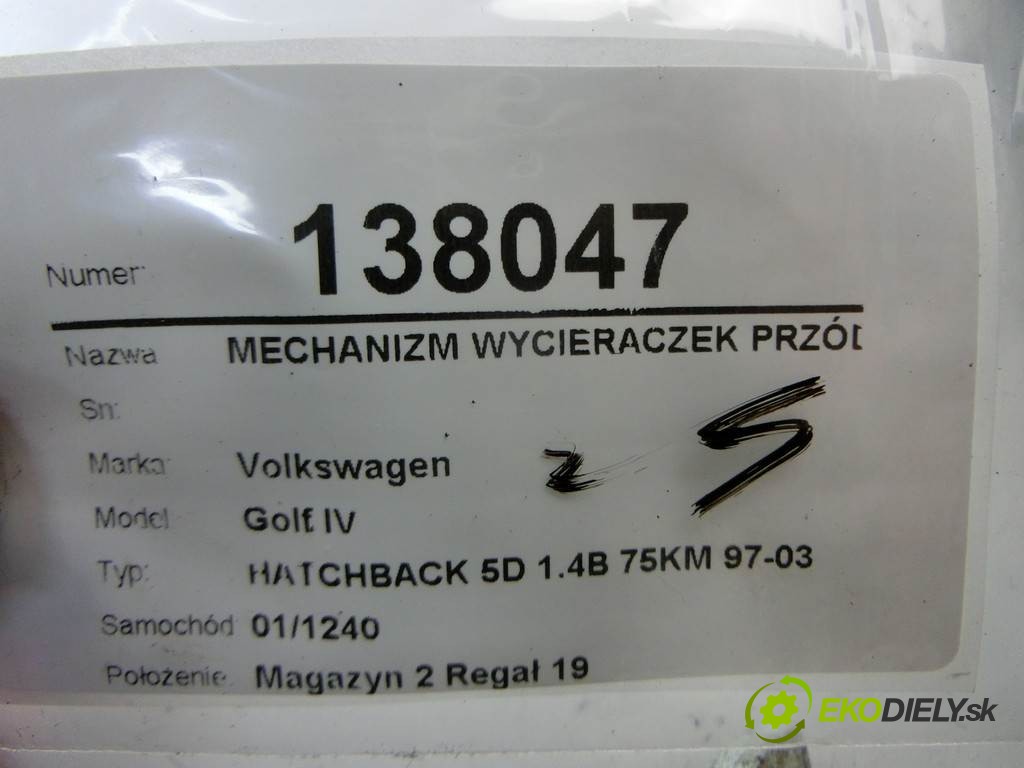 Numer: 138047
Nazwa MECHANIZM WYCIERACZEK PRZÓD
Sn:
Marka: Volkswagen
Model Golf IV
Typ: HATCHBACK 5D 1.4B 75KM 97-03
Samochód 01/1240
Położenie. Magazyn 2 Regał 19
EKODIELY.sk